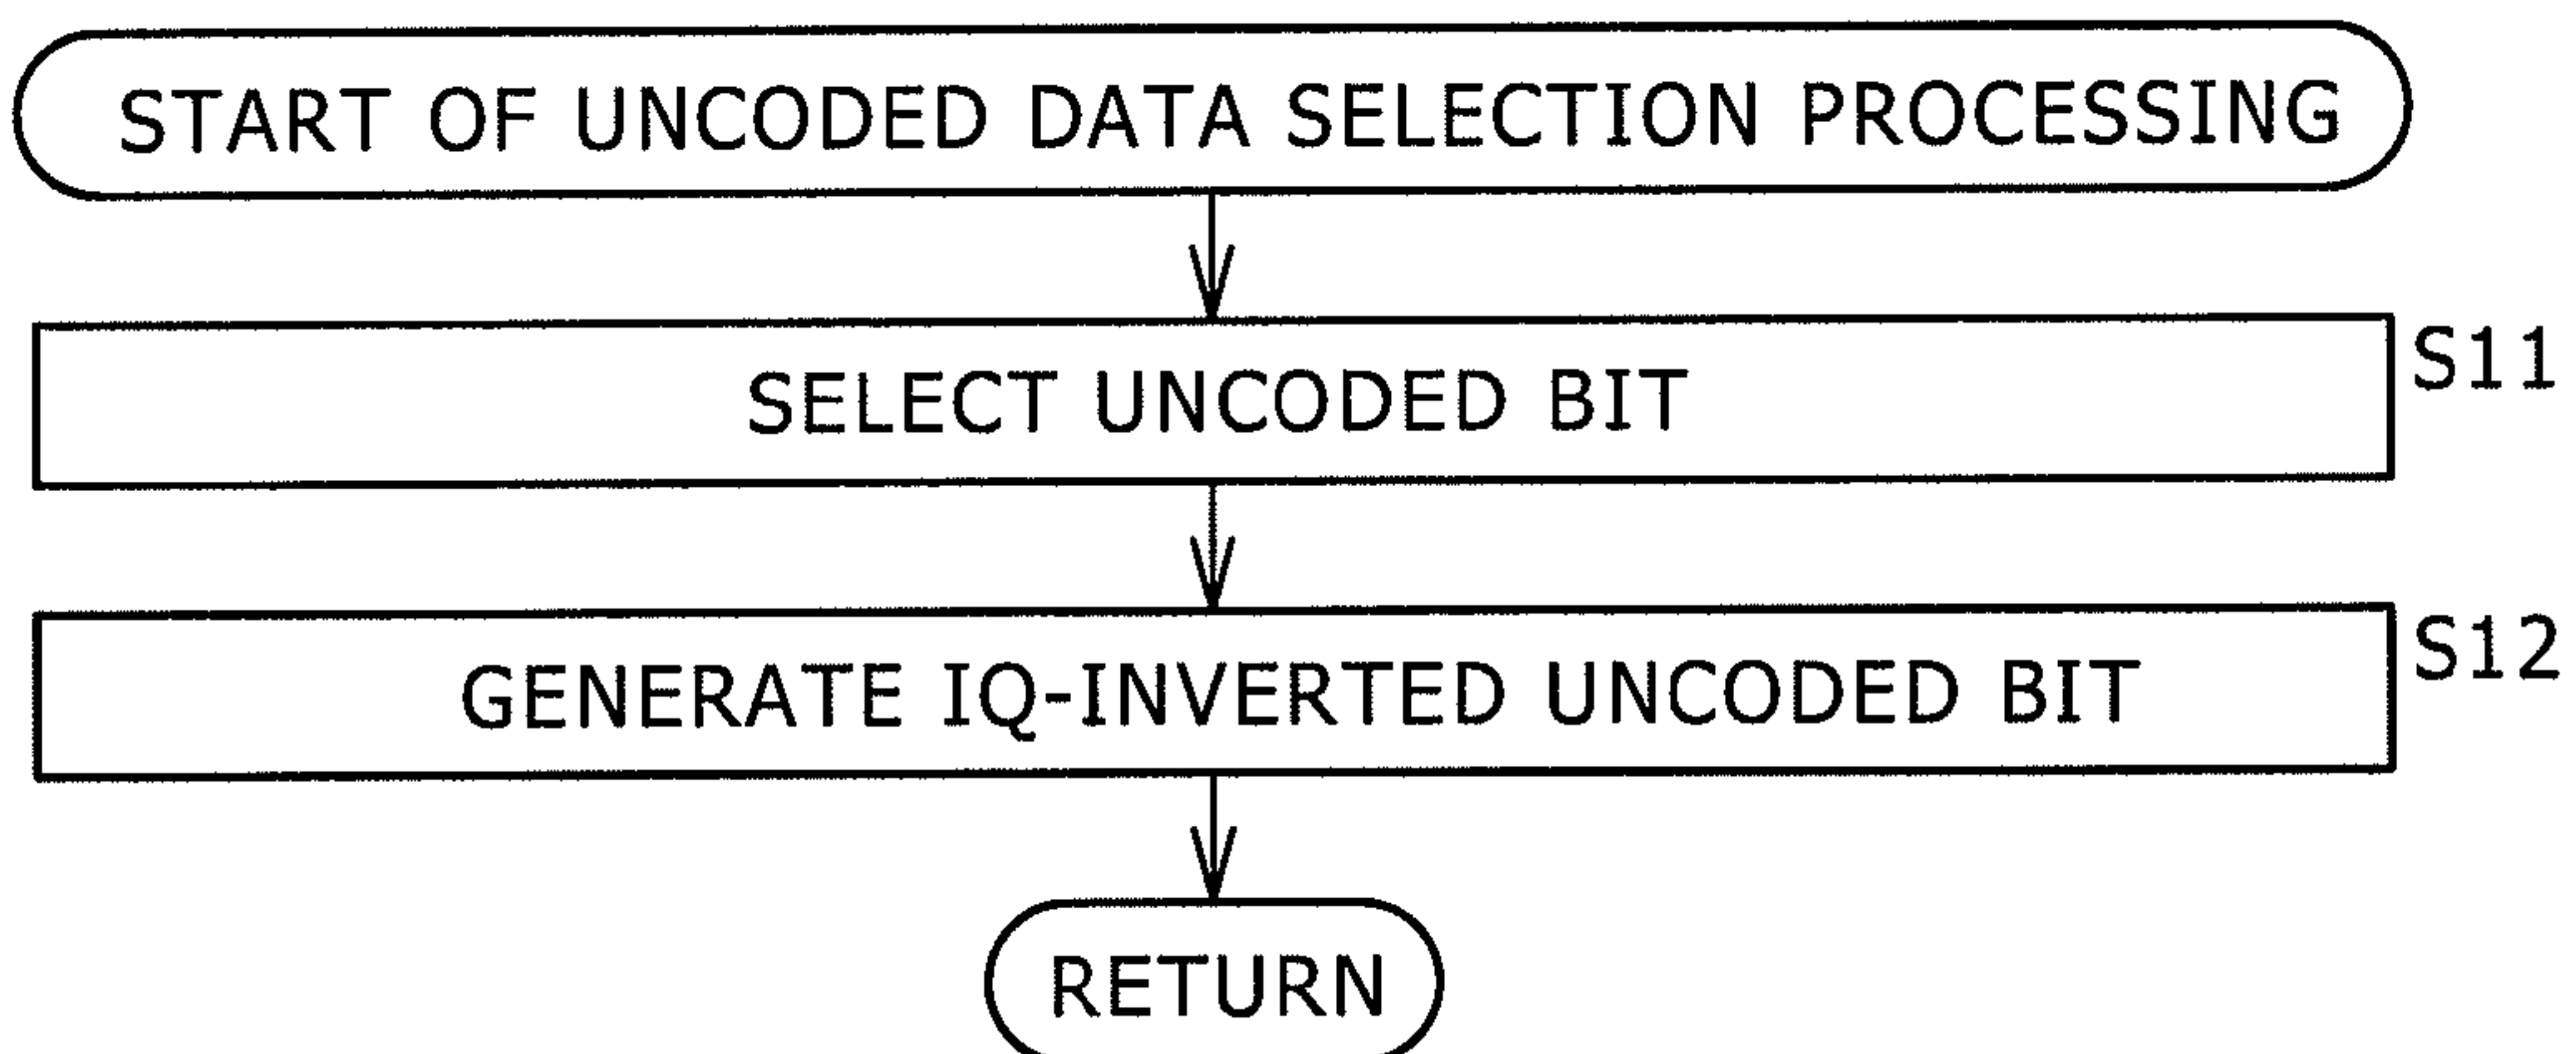 START OF UNCODED DATA SELECTION PROCESSING
SELECT UNCODED BIT
S11
GENERATE IQ-INVERTED UNCODED BIT
S12
RETURN